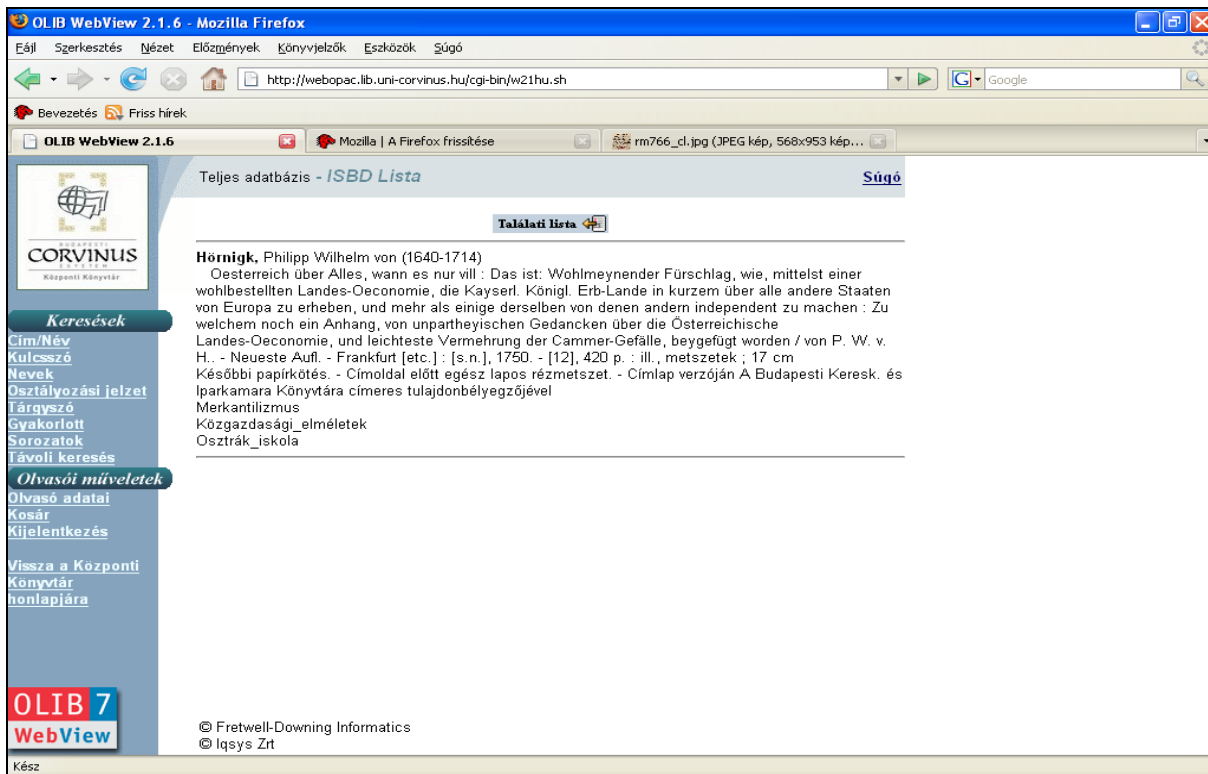 OLIB WebView 2.1.6 - Mozilla Firefox
Fájl Szerkesztés Nézet Előzmények Könyvjelzők Eszközök Súgó
http://webopac.lib.uni-corvinus.hu/cgi-bin/w21hu.sh
G Google
Bevezetés Friss hírek
OLIB WebView 2.1.6 Mozilla | A Firefox frissítése rm766_cl.jpg (JPEG kép, 568x953 kép...
Teljes adatbázis - ISBD Lista Súgó
Találati lista
BUDAPESTI
CORVINUS
EGYETEM
Központi Könyvtár
Hörnigk, Philipp Wilhelm von (1640-1714)
Oesterreich über Alles, wann es nur vill : Das ist: Wohlmeynender Fürschlag, wie, mittelst einer
wohlbestellten Landes-Oeconomie, die Kayserl. Königl. Erb-Lande in kurzem über alle andere Staaten
von Europa zu erheben, und mehr als einige derselben von denen andern independent zu machen : Zu
welchem noch ein Anhang, von unpartheyischen Gedancken über die Österreichische
Landes-Oeconomie, und leichteste Vermehrung der Cammer-Gefälle, beygefügt worden / von P. W. v.
H.. - Neueste Aufl. - Frankfurt [etc.] : [s.n.], 1750. - [12], 420 p. : ill., metszetek ; 17 cm
Későbbi papírkötés. - Címoldal előtt egész lapos rézmetszet. - Címlap verzóján A Budapesti Keresk. és
Iparkamara Könyvtára címeres tulajdonbélyegzőjével
Merkantilizmus
Közgazdasági_elméletek
Osztrák_iskola
Keresések
Cím/Név
Kulcsszó
Nevek
Osztályozási jelzet
Tárgyszó
Gyakorlott
Sorozatok
Távoli keresés
Olvasói műveletek
Olvasó adatai
Kosár
Kijelentkezés
Vissza a Központi
Könyvtár
honlapjára
OLIB 7
WebView
© Fretwell-Downing Informatics
© Iqsys Zrt
Kész